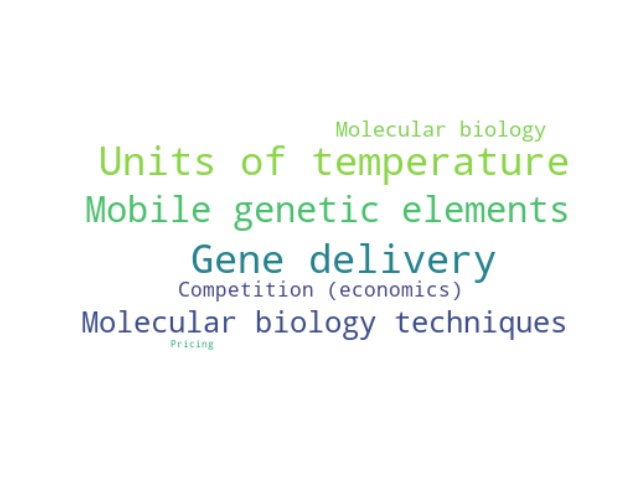 Molecular biology
Units of temperature
Mobile genetic elements
Gene delivery
Competition (economics)
Molecular biology techniques
Pricing